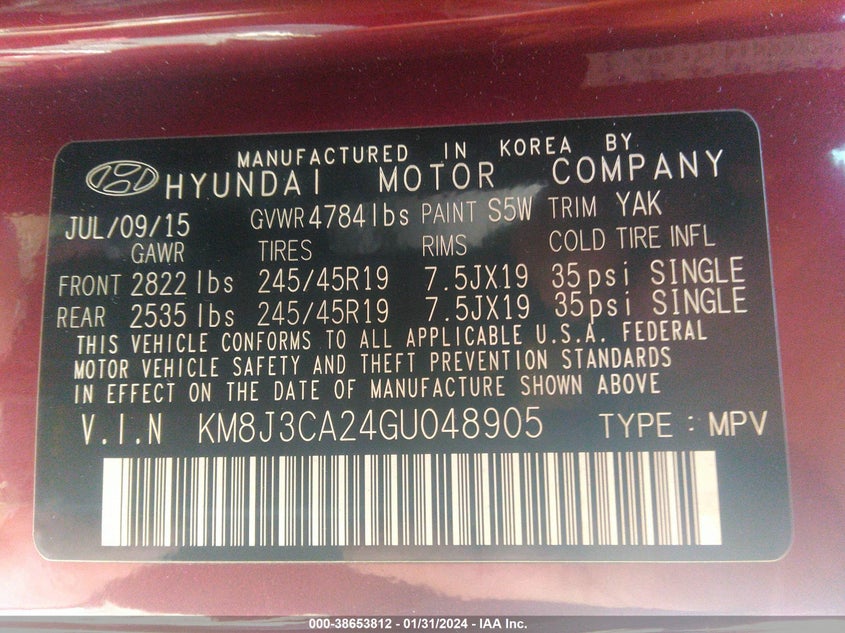 MANUFACTURED IN KOREA BY
HYUNDAI MOTOR COMPANY
JUL/09/15 GVWR 4784 lbs PAINT S5W TRIM YAK
GAWR TIRES RIMS COLD TIRE INFL
FRONT 2822 lbs 245/45R19 7.5JX19 35psi SINGLE
REAR 2535 lbs 245/45R19 7.5JX19 35psi SINGLE
THIS VEHICLE CONFORMS TO ALL APPLICABLE U.S.A. FEDERAL
MOTOR VEHICLE SAFETY AND THEFT PREVENTION STANDARDS
IN EFFECT ON THE DATE OF MANUFACTURE SHOWN ABOVE
V.I.N KM8J3CA24GU048905 TYPE : MPV
000-38653812 - 01/31/2024 - IAA Inc.